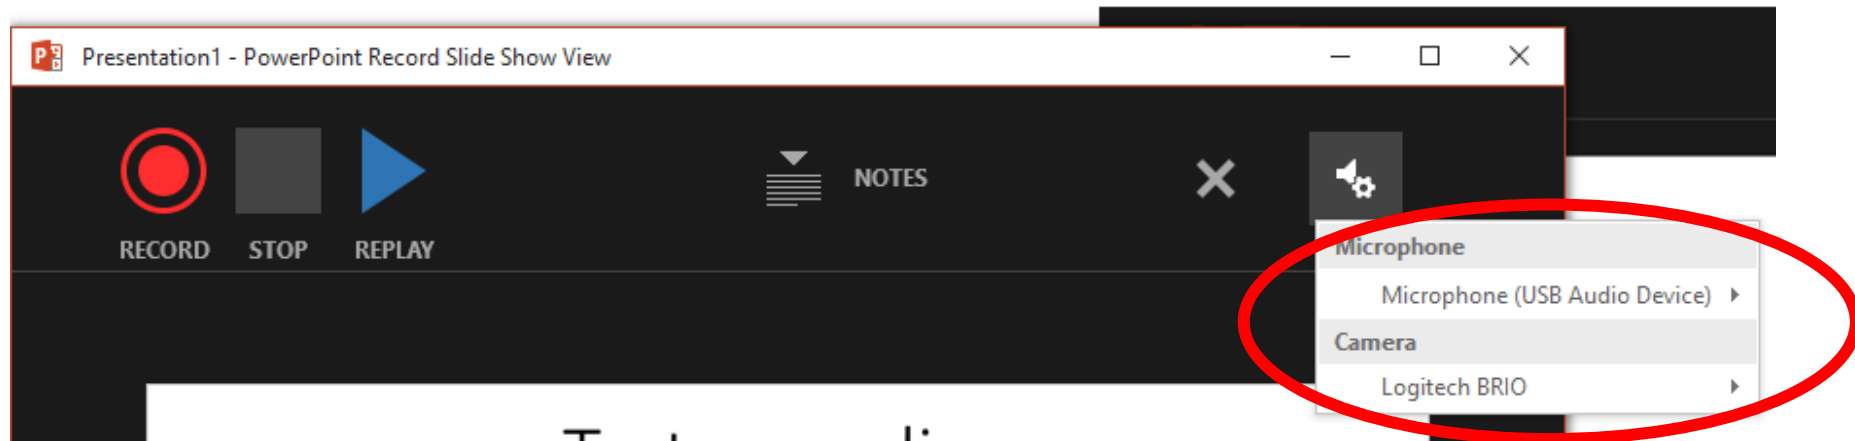 Presentation1 - PowerPoint Record Slide Show View
NOTES
RECORD STOP REPLAY
Microphone
Microphone (USB Audio Device)
Camera
Logitech BRIO